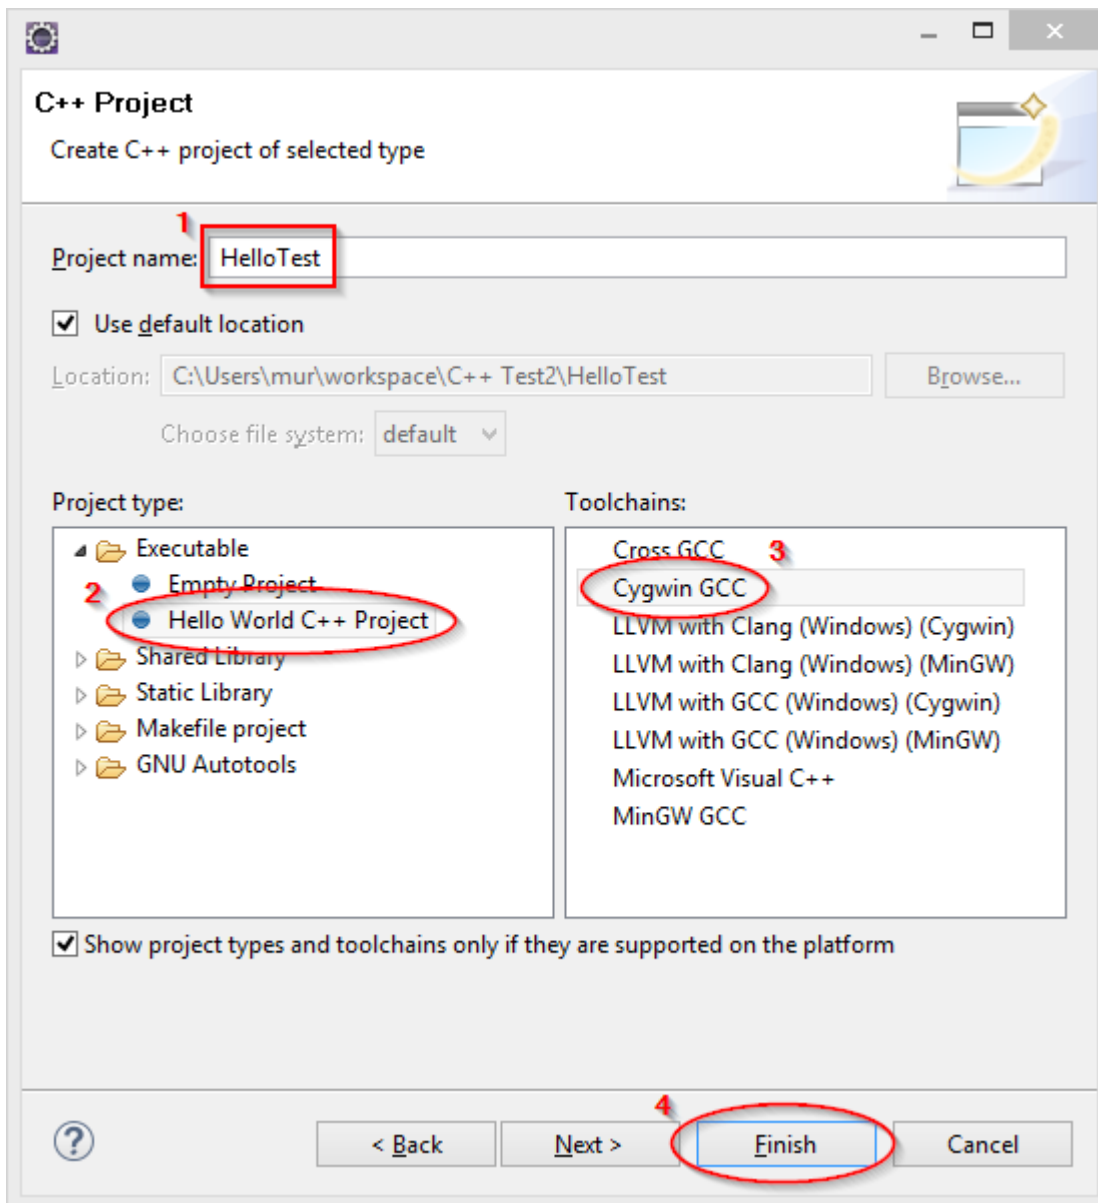 C++ Project
Create C++ project of selected type
1
Project name: HelloTest
Use default location
Location: C:\Users\mur\workspace\C++ Test2\HelloTest Browse...
Choose file system: default
Project type: Toolchains:
Executable
Empty Project
2
Hello World C++ Project
Shared Library
Static Library
Makefile project
GNU Autotools
Cross GCC 3
Cygwin GCC
LLVM with Clang (Windows) (Cygwin)
LLVM with Clang (Windows) (MinGW)
LLVM with GCC (Windows) (Cygwin)
LLVM with GCC (Windows) (MinGW)
Microsoft Visual C++
MinGW GCC
Show project types and toolchains only if they are supported on the platform
4
? < Back Next > Finish Cancel